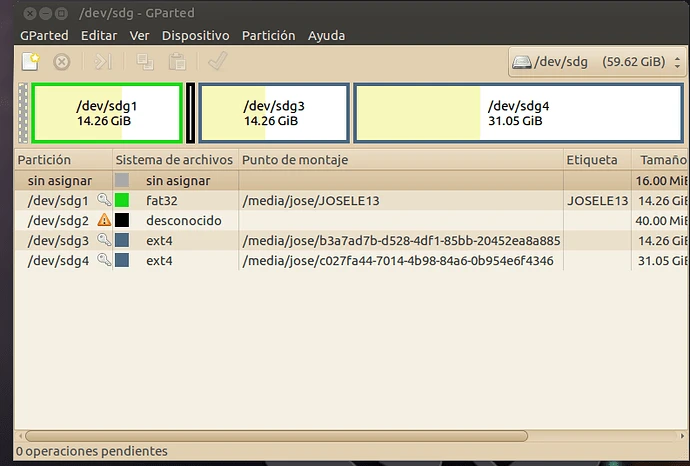 /dev/sdg - GParted
GParted Editar Ver Dispositivo Partición Ayuda
/dev/sdg (59.62 GiB)
/dev/sdg1 /dev/sdg3 /dev/sdg4
14.26 GiB 14.26 GiB 31.05 GiB
Partición Sistema de archivos Punto de montaje Etiqueta Tamaño
sin asignar sin asignar 16.00 MiB
/dev/sdg1 fat32 /media/jose/JOSELE13 JOSELE13 14.26 GiB
/dev/sdg2 desconocido 40.00 MiB
/dev/sdg3 ext4 /media/jose/b3a7ad7b-d528-4df1-85bb-20452ea8a885 14.26 GiB
/dev/sdg4 ext4 /media/jose/c027fa44-7014-4b98-84a6-0b954e6f4346 31.05 GiB
0 operaciones pendientes